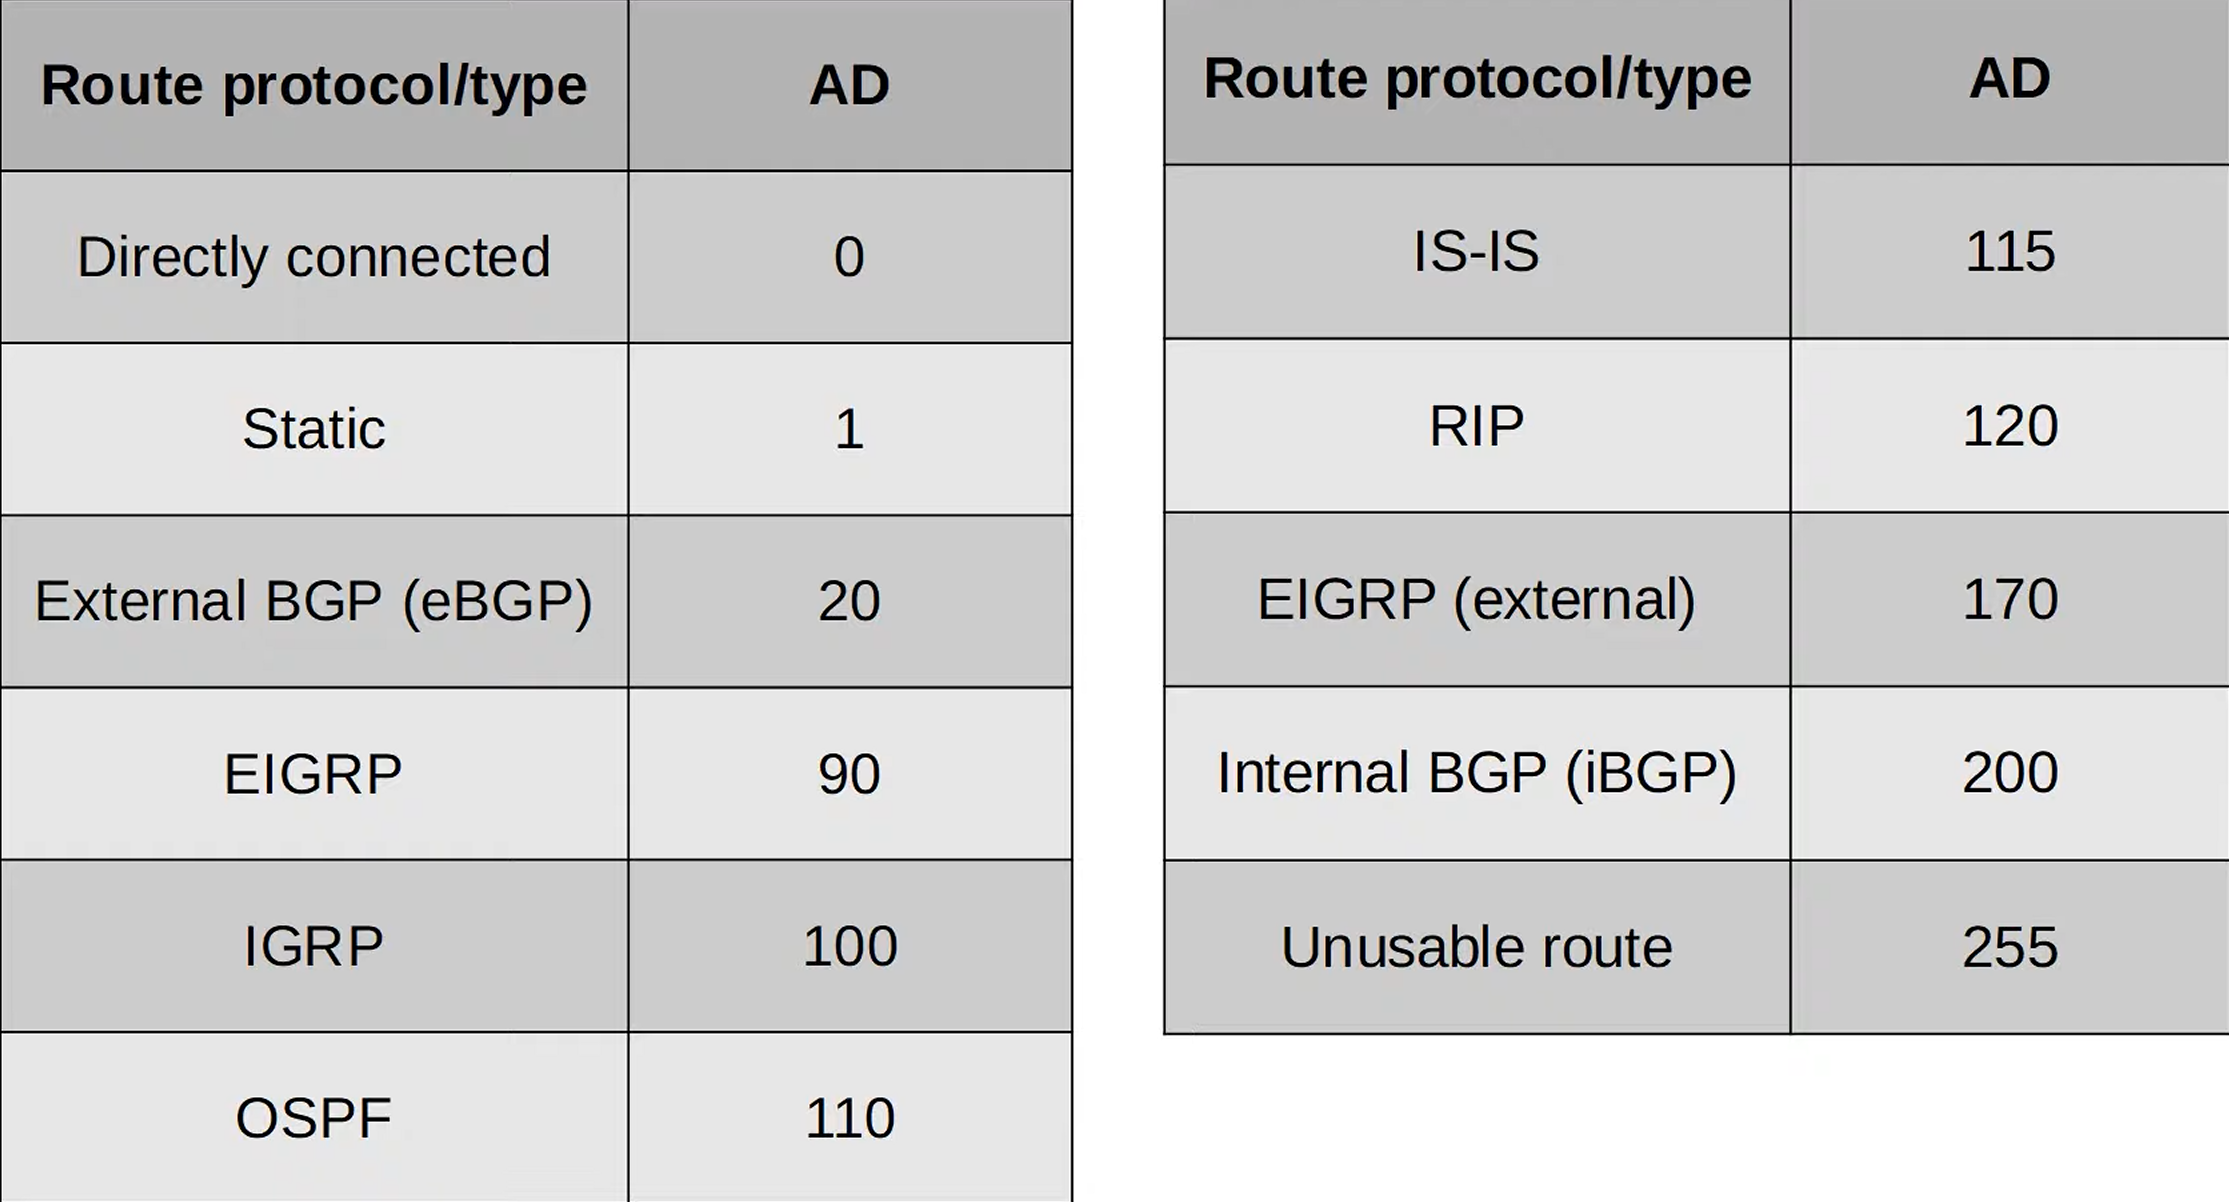 Route protocol/type AD
Directly connected 0
Static 1
External BGP (eBGP) 20
EIGRP 90
IGRP 100
OSPF 110
Route protocol/type AD
IS-IS 115
RIP 120
EIGRP (external) 170
Internal BGP (iBGP) 200
Unusable route 255